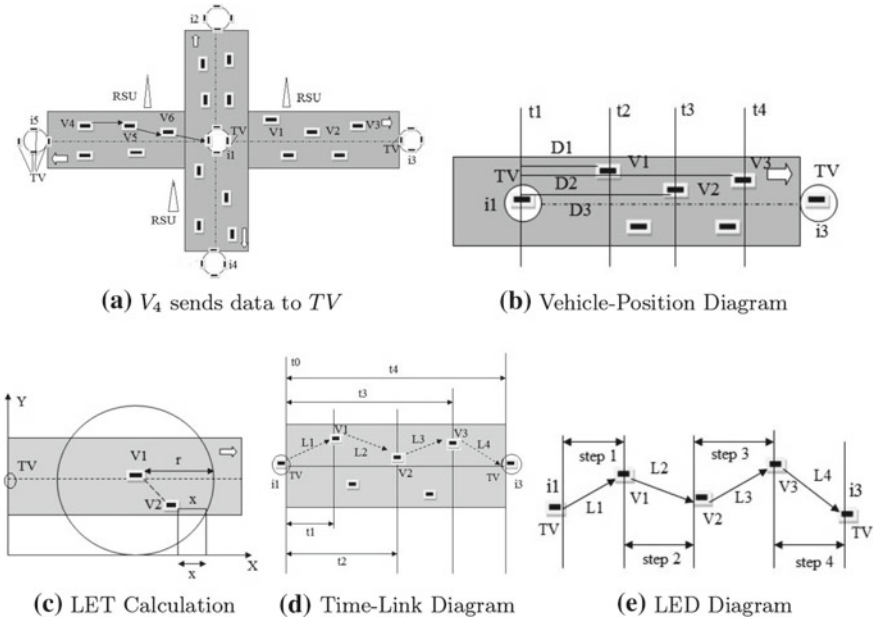 i2
RSU
RSU
i5
V4
V5
V6
TV
i1
V1
V2
V3
TV
i3
TV
RSU
i4
(a) V4 sends data to TV
t1
t2
t3
t4
D1
V1
V3
TV
TV
D2
V2
i1
D3
i3
(b) Vehicle-Position Diagram
Y
V1
r
TV
V2
x
x
X
(c) LET Calculation
t0
t4
t3
V1
V3
L1
L2
L3
L4
i1
TV
V2
TV
i3
t1
t2
(d) Time-Link Diagram
step 1
step 3
i1
L2
V3
L4
i3
TV
L1
V1
V2
L3
TV
step 2
step 4
(e) LED Diagram